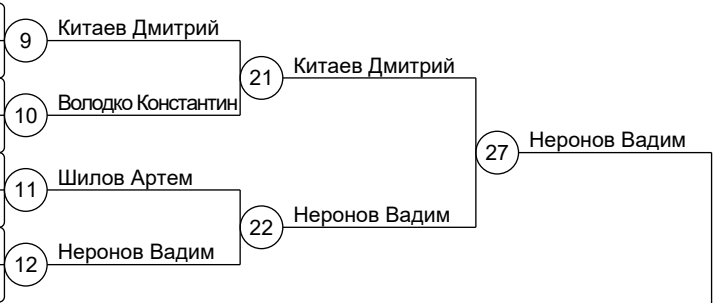 9 Китаев Дмитрий
21 Китаев Дмитрий
10 Володко Константин
27 Неронов Вадим
11 Шилов Артем
22 Неронов Вадим
12 Неронов Вадим